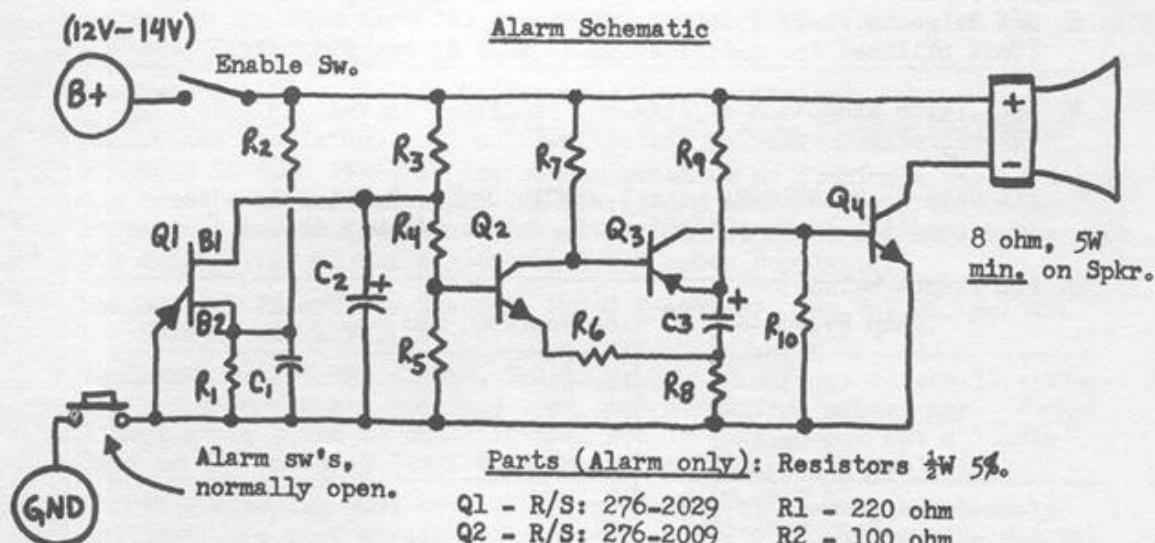 Alarm Schematic
(12V-14V)
Enable Sw.
B+
R2
R3
R7
R9
+
-
Q1
B1
R4
Q2
Q3
Q4
C2
+
+
8 ohm, 5W
min. on Spkr.
B2
C3
R10
R1
C1
R5
R6
R8
Alarm sw's,
normally open.
GND
Parts (Alarm only): Resistors ½W 5%.
Q1 - R/S: 276-2029 R1 - 220 ohm
Q2 - R/S: 276-2009 R2 - 100 ohm